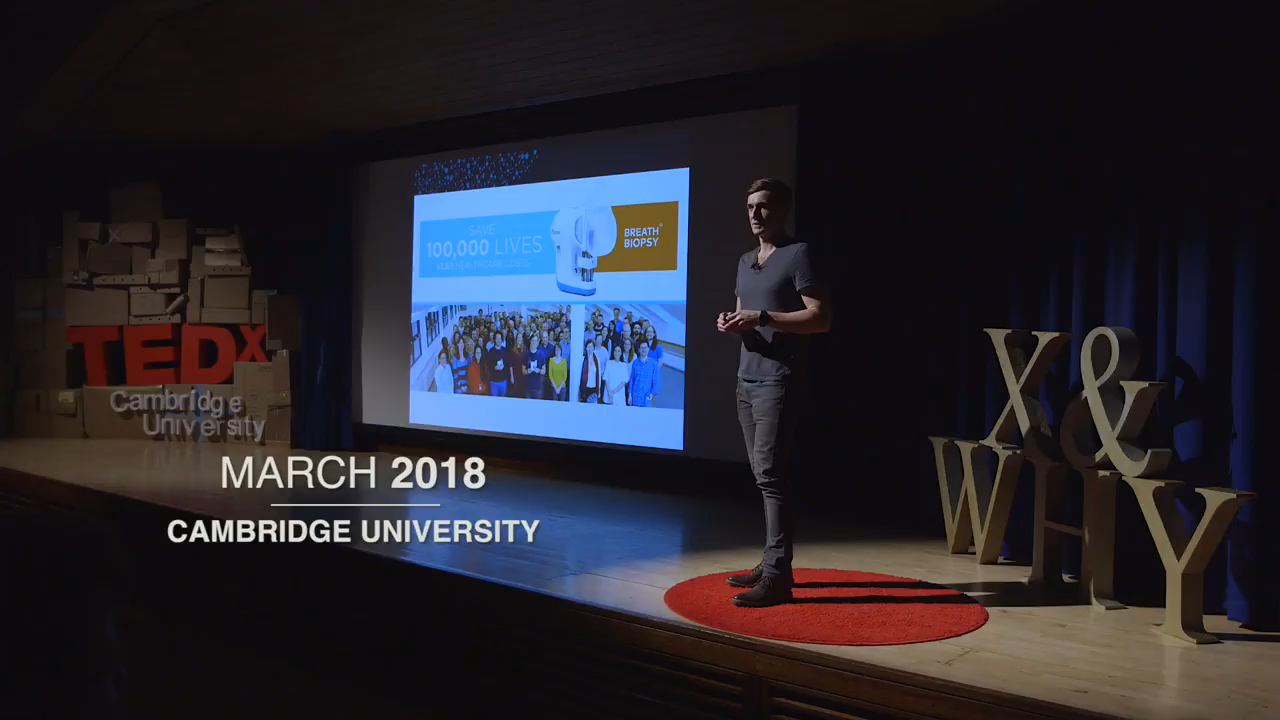 SAVE
100,000 LIVES
BREATH
BIOPSY®
TEDx
Cambridge
University
MARCH 2018
CAMBRIDGE UNIVERSITY
X&
WHY